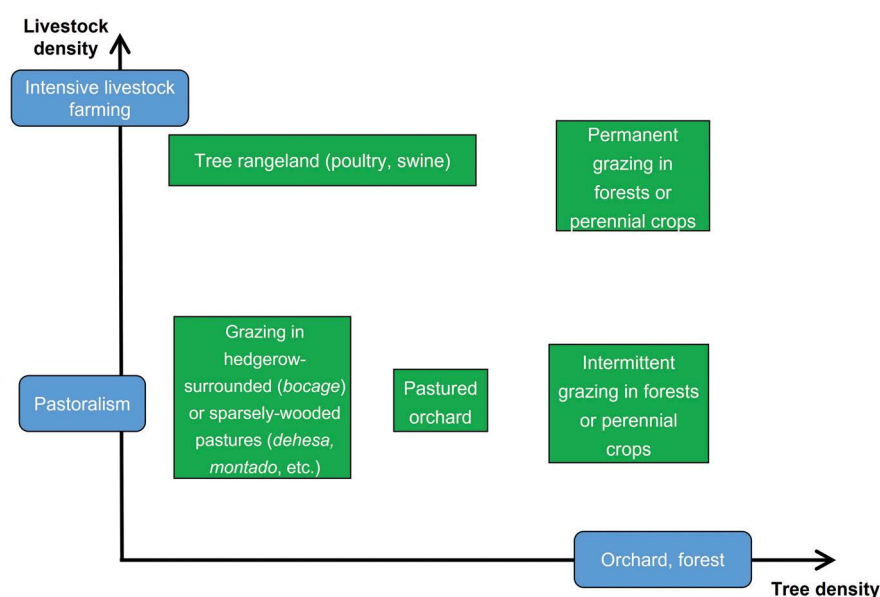 Livestock
density
Intensive livestock
farming
Tree rangeland (poultry, swine)
Permanent
grazing in
forests or
perennial crops
Grazing in
hedgerow-
surrounded (bocage)
or sparsely-wooded
pastures (dehesa,
montado, etc.)
Pastoralism
Pastured
orchard
Intermittent
grazing in forests
or perennial
crops
Orchard, forest
Tree density